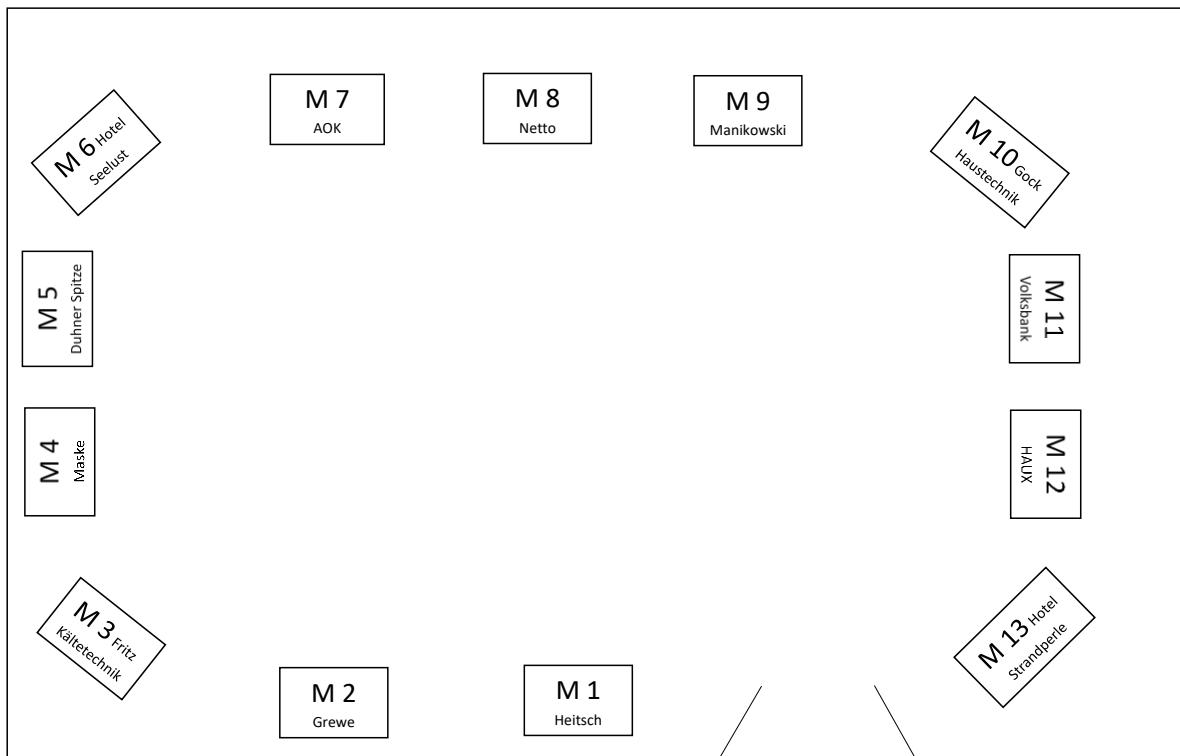 M 7
AOK
M 8
Netto
M 9
Manikowski
M 6 Hotel
Seelust
M 10 Gock
Haustechnik
M 5
Duhner Spitze
M 11
Volksbank
M 4
Maske
M 12
HAUX
M 3 Fritz
Kältetechnik
M 13 Hotel
Strandperle
M 2
Grewe
M 1
Heitsch